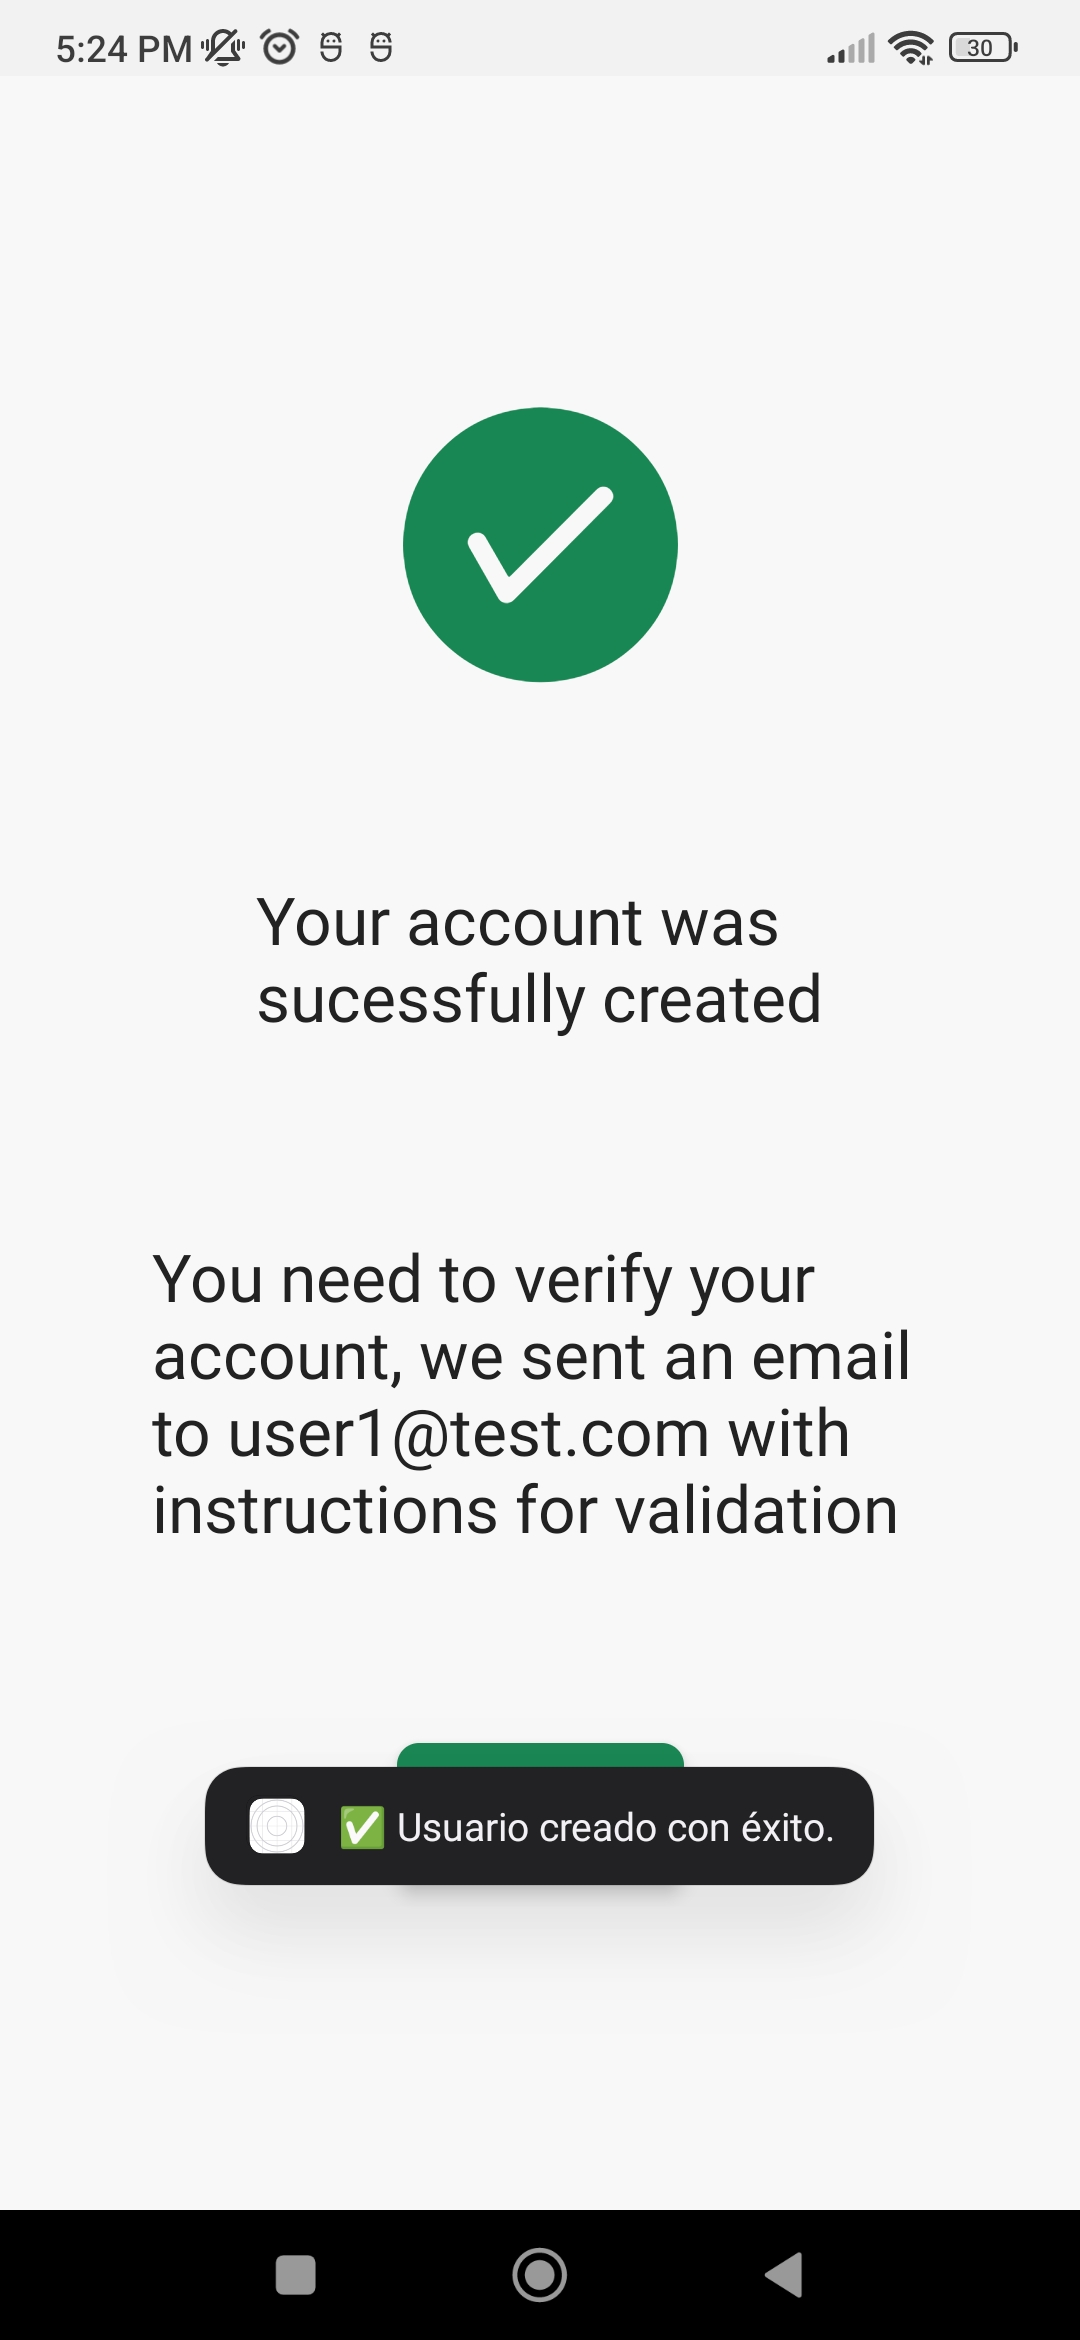 5:24 PM
30
Your account was
sucessfully created
You need to verify your
account, we sent an email
to user1@test.com with
instructions for validation
✅ Usuario creado con éxito.